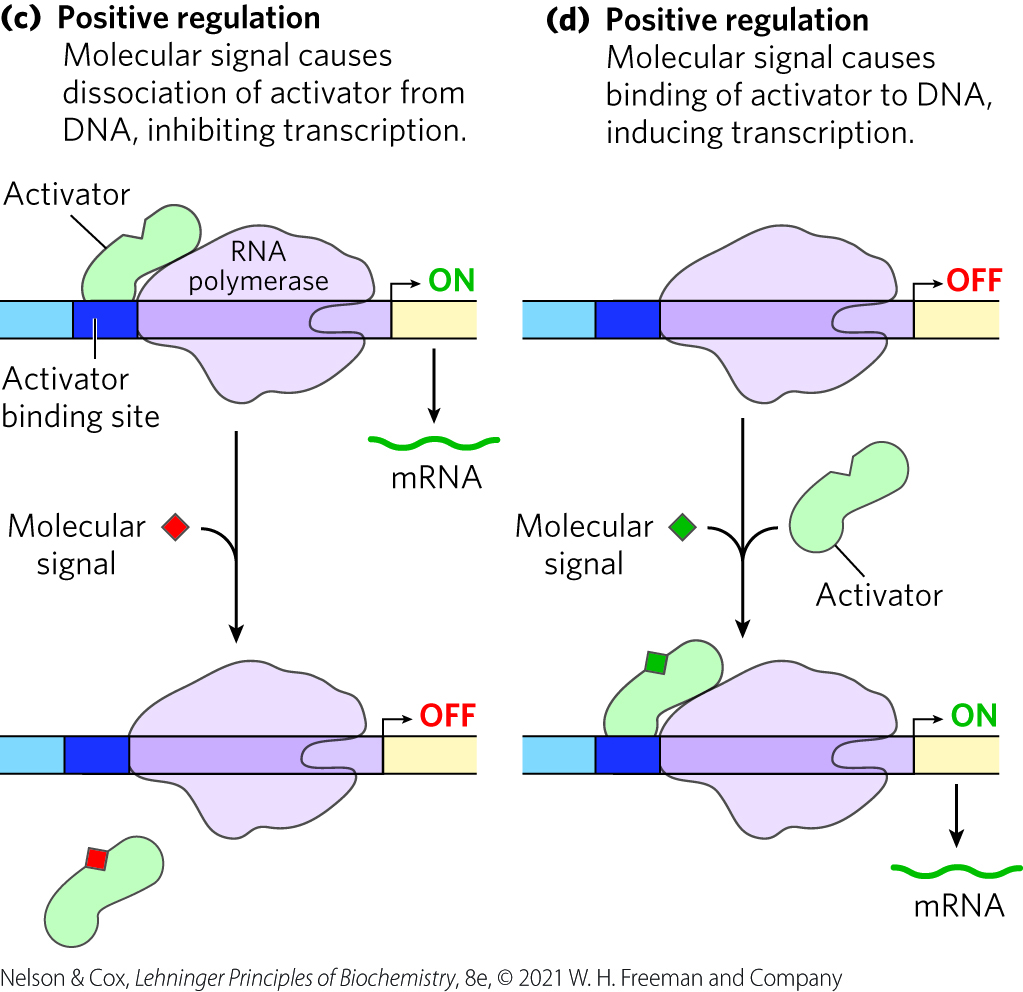 (c) Positive regulation
Molecular signal causes
dissociation of activator from
DNA, inhibiting transcription.
Activator
RNA
polymerase
ON
Activator
binding site
mRNA
Molecular
signal
OFF
(d) Positive regulation
Molecular signal causes
binding of activator to DNA,
inducing transcription.
OFF
Molecular
signal
Activator
ON
mRNA
Nelson & Cox, Lehninger Principles of Biochemistry, 8e, © 2021 W. H. Freeman and Company